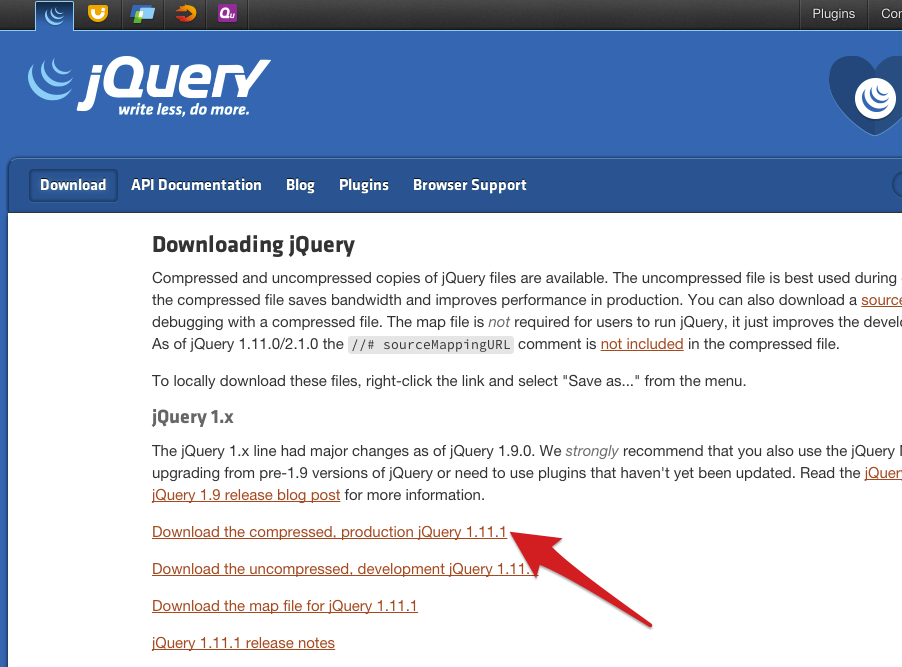 Qu
Plugins
jQuery
write less, do more.
Download API Documentation Blog Plugins Browser Support
Downloading jQuery
Compressed and uncompressed copies of jQuery files are available. The uncompressed file is best used during
the compressed file saves bandwidth and improves performance in production. You can also download a source
debugging with a compressed file. The map file is not required for users to run jQuery, it just improves the
As of jQuery 1.11.0/2.1.0 the //# sourceMappingURL comment is not included in the compressed file.
To locally download these files, right-click the link and select "Save as..." from the menu.
jQuery 1.x
The jQuery 1.x line had major changes as of jQuery 1.9.0. We strongly recommend that you also use the jQuery
upgrading from pre-1.9 versions of jQuery or need to use plugins that haven't yet been updated. Read the
jQuery 1.9 release blog post for more information.
Download the compressed, production jQuery 1.11.1
Download the uncompressed, development jQuery 1.11.
Download the map file for jQuery 1.11.1
jQuery 1.11.1 release notes